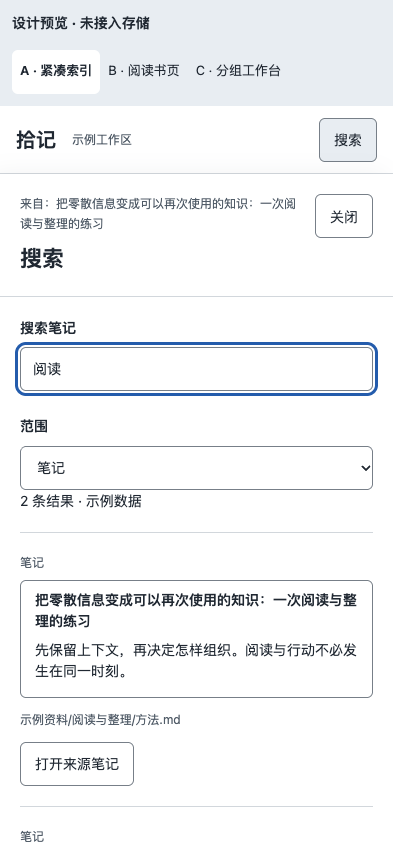 设计预览 · 未接入存储
A · 紧凑索引
B · 阅读书页
C · 分组工作台
拾记
示例工作区
搜索
来自：把零散信息变成可以再次使用的知识：一次阅
读与整理的练习
关闭
搜索
搜索笔记
阅读
范围
笔记
2 条结果 · 示例数据
笔记
把零散信息变成可以再次使用的知识：一次阅读与整
理的练习
先保留上下文，再决定怎样组织。阅读与行动不必发
生在同一时刻。
示例资料/阅读与整理/方法.md
打开来源笔记
笔记